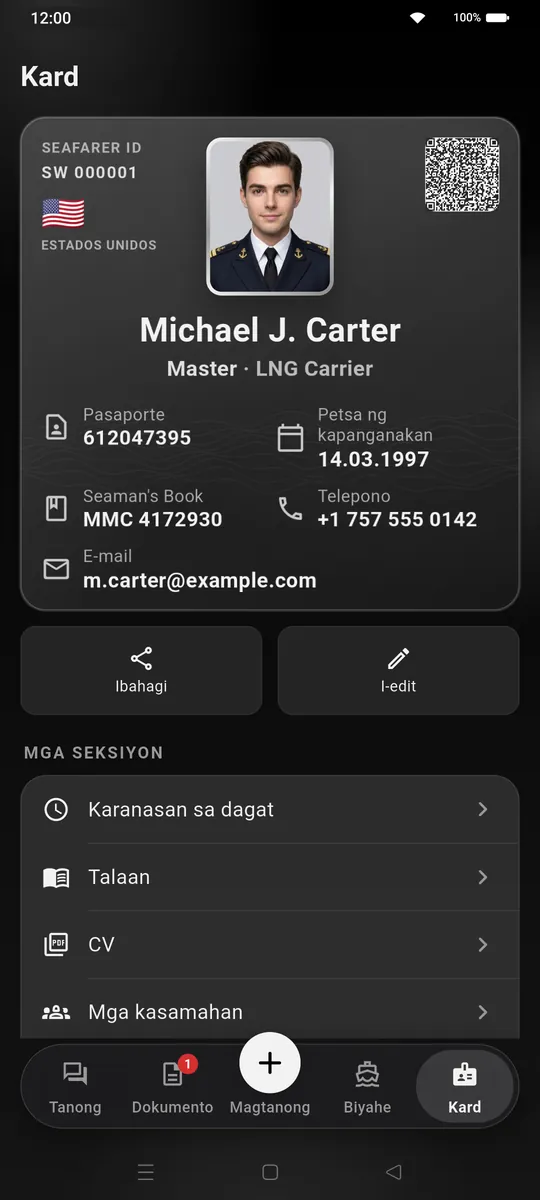 12:00
100%
Kard
SEAFARER ID
SW 000001
ESTADOS UNIDOS
Michael J. Carter
Master · LNG Carrier
Pasaporte
612047395
Petsa ng
kapanganakan
14.03.1997
Seaman's Book
MMC 4172930
Telepono
+1 757 555 0142
E-mail
m.carter@example.com
Ibahagi
I-edit
MGA SEKSIYON
Karanasan sa dagat
Talaan
PDF
CV
Mga kasamahan
1
Tanong
Dokumento
Magtanong
Biyahe
Kard